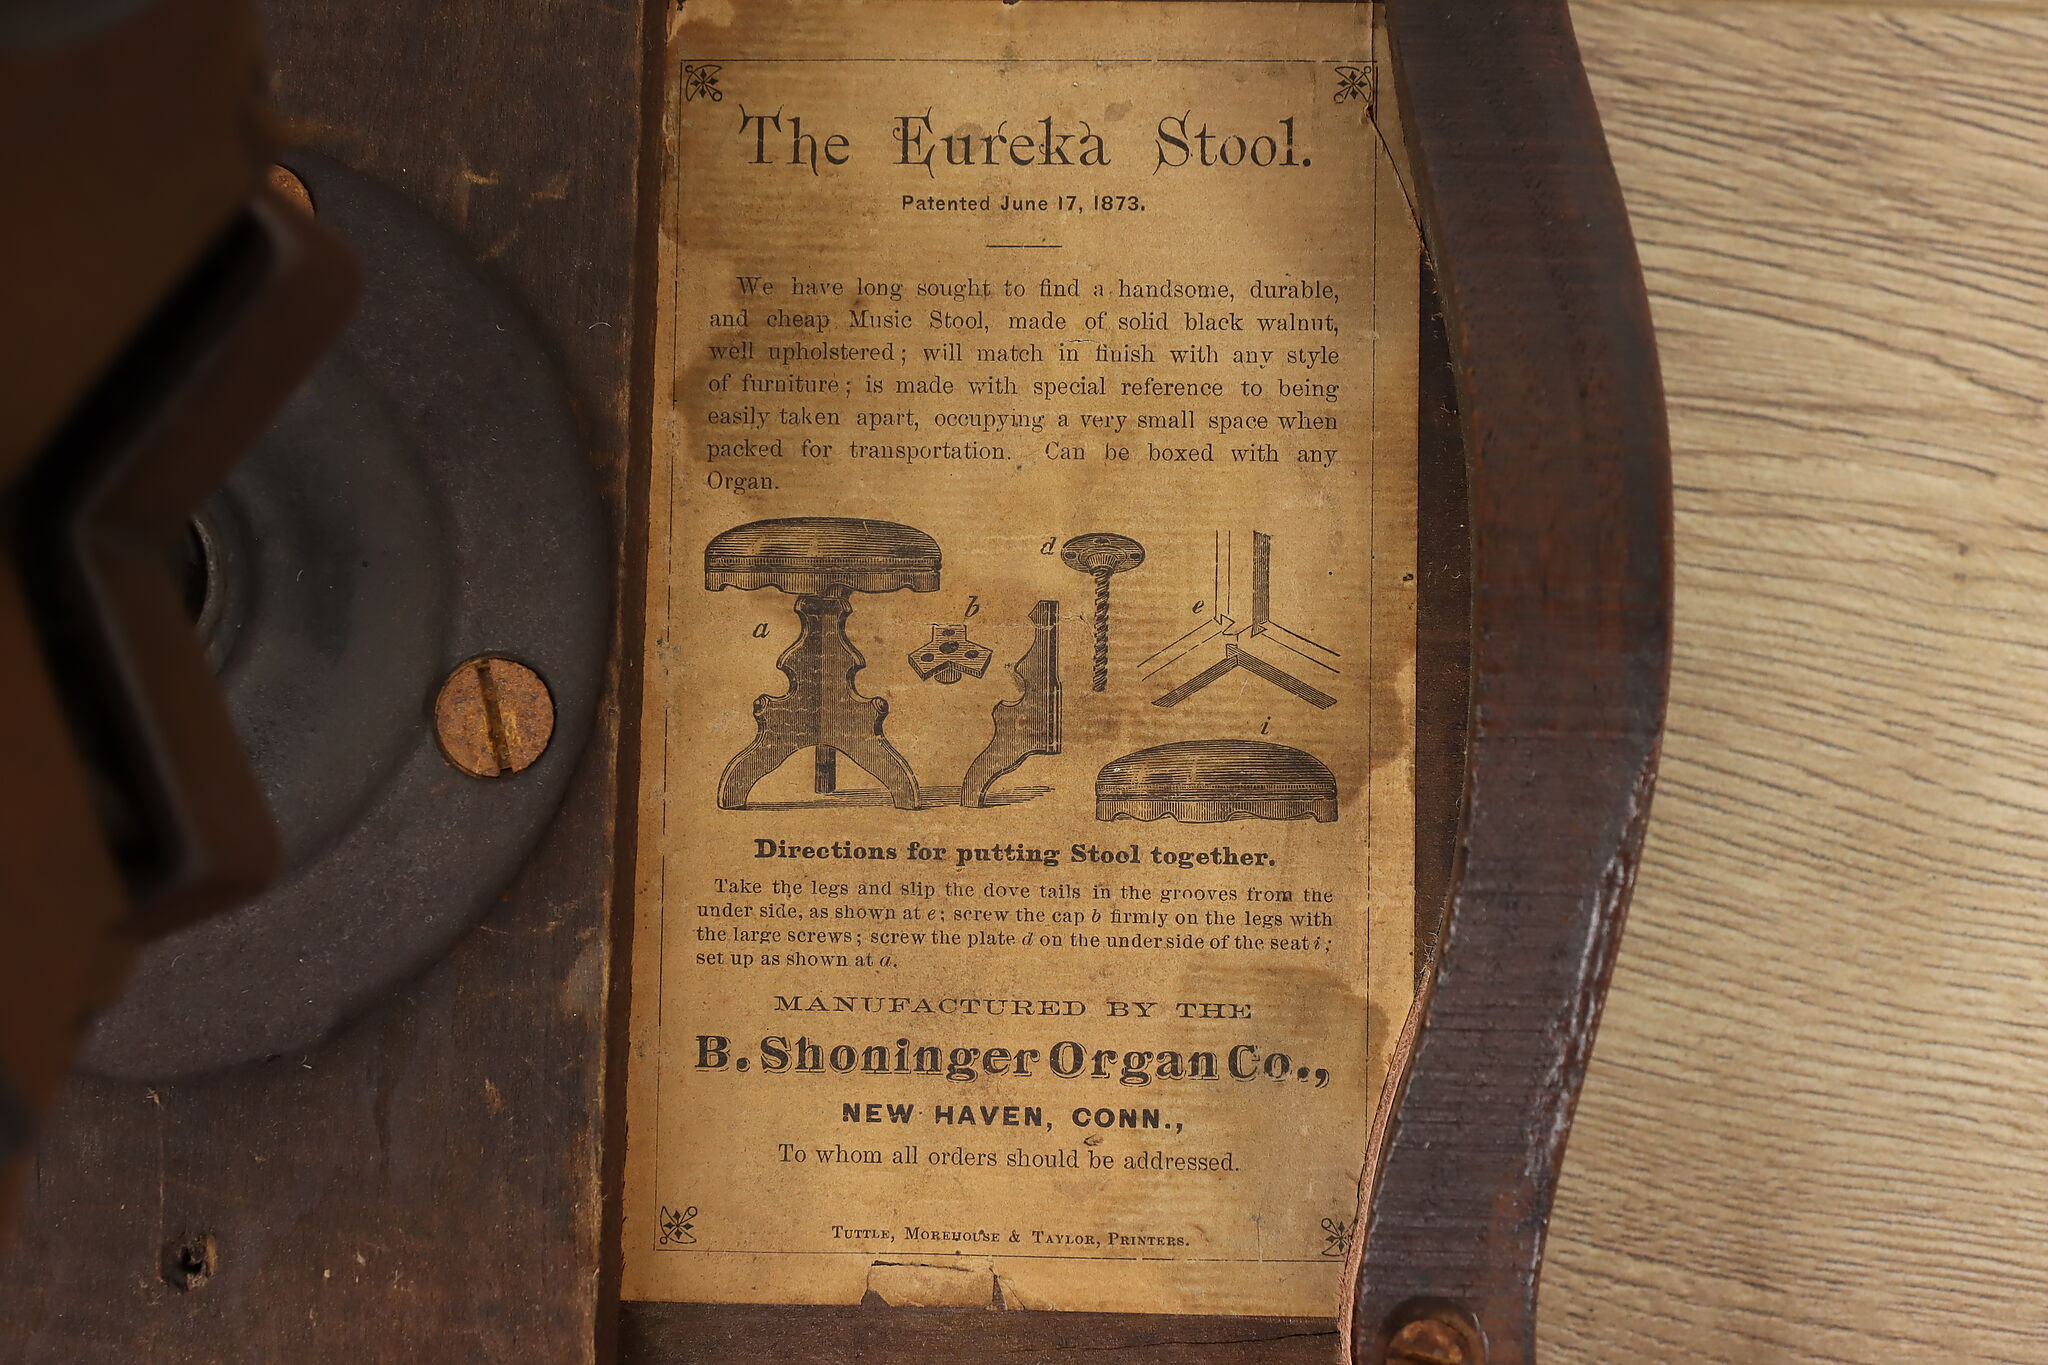 The Eureka Stool.
Patented June 17, 1873.
We have long sought to find a handsome, durable,
and cheap Music Stool, made of solid black walnut,
well upholstered; will match in finish with any style
of furniture; is made with special reference to being
easily taken apart, occupying a very small space when
packed for transportation. Can be boxed with any
Organ.
d
b
e
a
i
Directions for putting Stool together.
Take the legs and slip the dove tails in the grooves from the
under side, as shown at e; screw the cap b firmly on the legs with
the large screws; screw the plate d on the under side of the seat i;
set up as shown at a.
MANUFACTURED BY THE
B. Shoninger Organ Co.,
NEW HAVEN, CONN.,
To whom all orders should be addressed.
TUTTLE, MOREHOUSE & TAYLOR, PRINTERS.